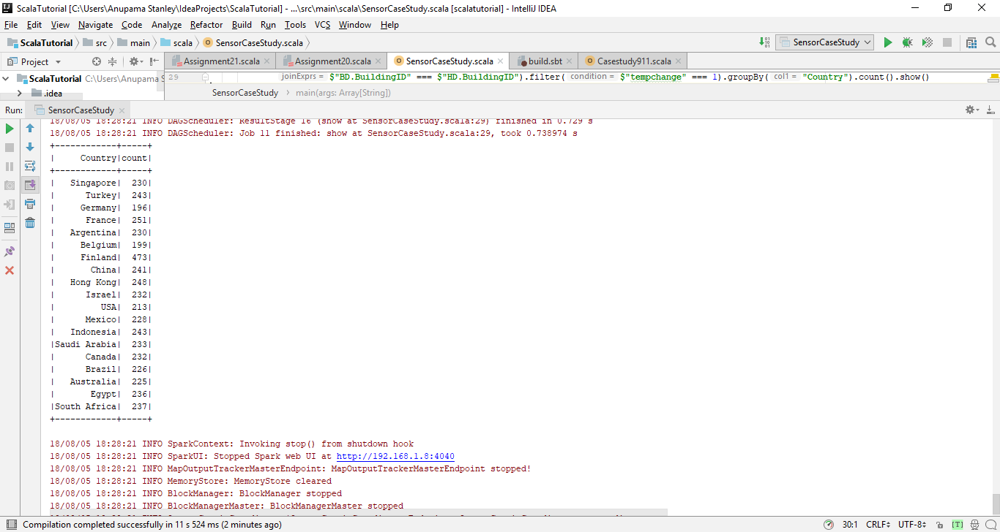 ScalaTutorial [C:\Users\Anupama Stanley\IdeaProjects\ScalaTutorial] - ...\src\main\scala\SensorCaseStudy.scala [scalatutorial] - IntelliJ IDEA
File Edit View Navigate Code Analyze Refactor Build Run Tools VCS Window Help
ScalaTutorial src main scala SensorCaseStudy.scala SensorCaseStudy
Project Assignment21.scala Assignment20.scala SensorCaseStudy.scala build.sbt Casestudy911.scala
ScalaTutorial C:\Users\Anupama S 29 joinExprs = $"BD.BuildingID" === $"HD.BuildingID").filter( condition = $"tempchange" === 1).groupBy( col1 = "Country").count().show()
.idea SensorCaseStudy main(args: Array[String])
Run: SensorCaseStudy
18/08/05 18:28:21 INFO DAGScheduler: ResultStage 16 (show at SensorCaseStudy.scala:29) finished in 0.729 s
18/08/05 18:28:21 INFO DAGScheduler: Job 11 finished: show at SensorCaseStudy.scala:29, took 0.738974 s
+------------+-----+
|     Country|count|
+------------+-----+
|   Singapore|  230|
|      Turkey|  243|
|     Germany|  196|
|      France|  251|
|   Argentina|  230|
|     Belgium|  199|
|     Finland|  473|
|       China|  241|
|   Hong Kong|  248|
|      Israel|  232|
|         USA|  213|
|      Mexico|  228|
|   Indonesia|  243|
|Saudi Arabia|  233|
|      Canada|  232|
|      Brazil|  226|
|   Australia|  225|
|       Egypt|  236|
|South Africa|  237|
+------------+-----+
18/08/05 18:28:21 INFO SparkContext: Invoking stop() from shutdown hook
18/08/05 18:28:21 INFO SparkUI: Stopped Spark web UI at http://192.168.1.8:4040
18/08/05 18:28:21 INFO MapOutputTrackerMasterEndpoint: MapOutputTrackerMasterEndpoint stopped!
18/08/05 18:28:21 INFO MemoryStore: MemoryStore cleared
18/08/05 18:28:21 INFO BlockManager: BlockManager stopped
18/08/05 18:28:21 INFO BlockManagerMaster: BlockManagerMaster stopped
Compilation completed successfully in 11 s 524 ms (2 minutes ago) 30:1 CRLF UTF-8 [T]